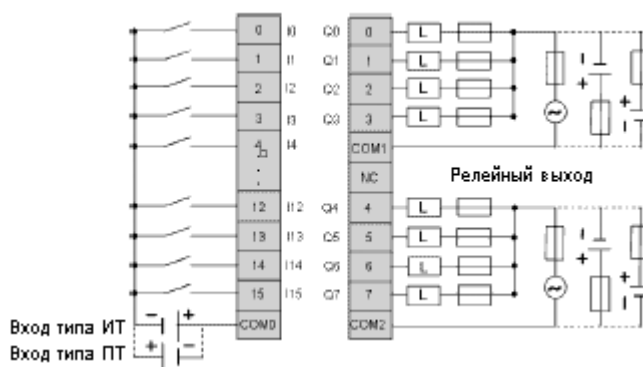 0 I0 Q0 0 L
1 I1 Q1 1 L
2 I2 Q2 2 L
3 I3 Q3 3 L
4 I4 COM1
NC Релейный выход
12 I12 Q4 4 L
13 I13 Q5 5 L
14 I14 Q6 6 L
15 I15 Q7 7 L
Вход типа ИТ − + COM0 COM2
Вход типа ПТ + −